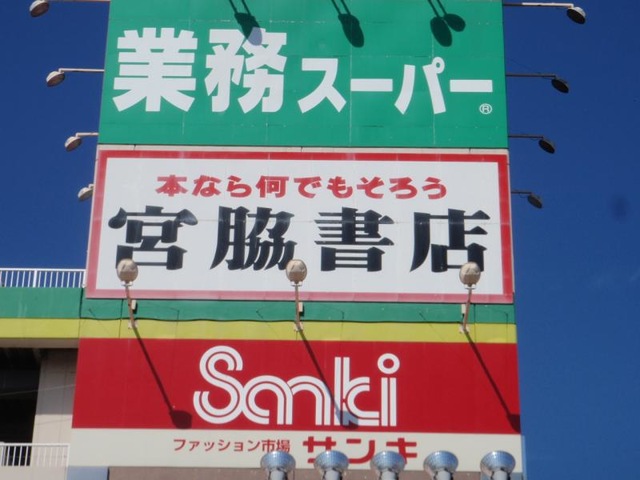 業務スーパー®
本なら何でもそろう
宮脇書店
Sanki
ファッション市場 サンキ